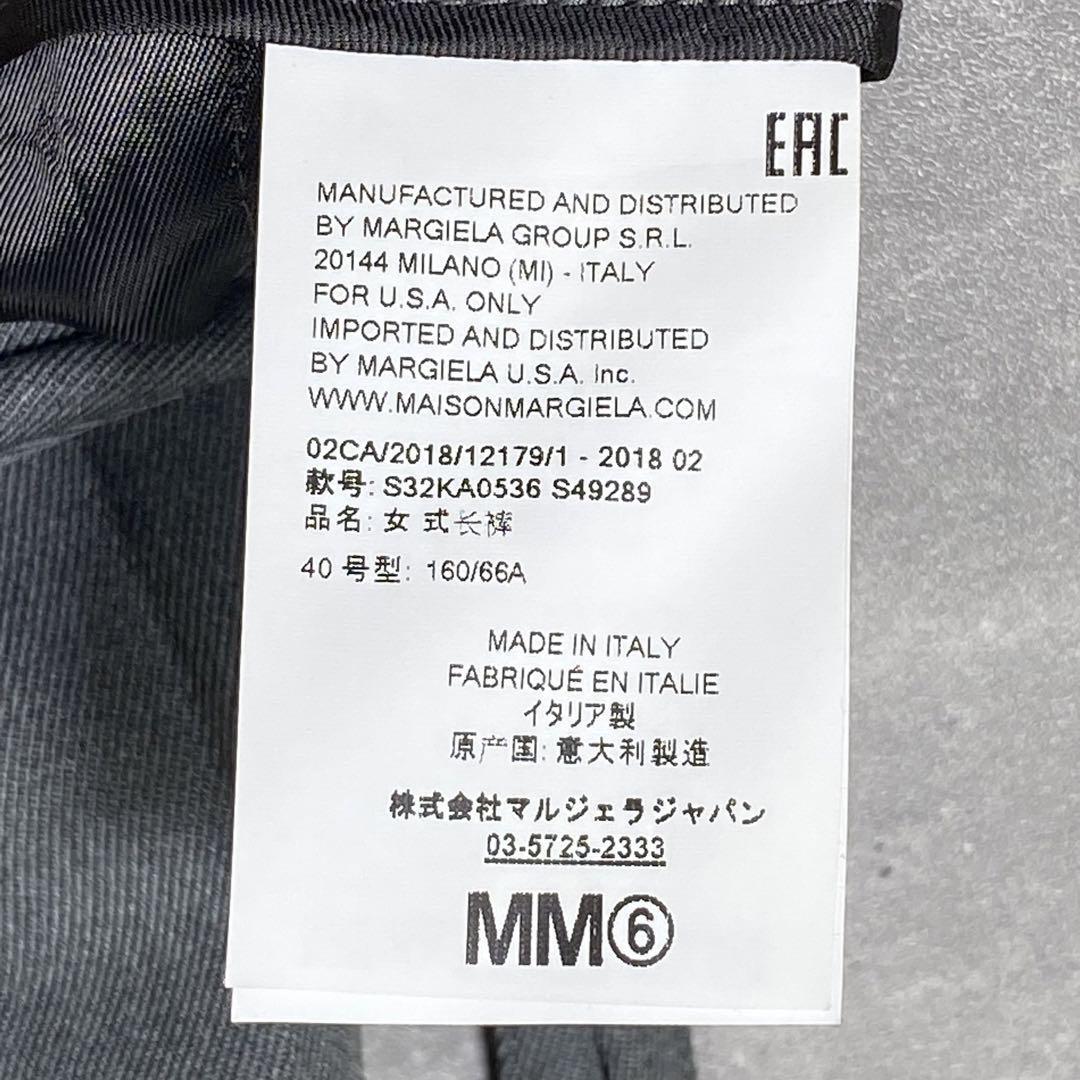 EAC
MANUFACTURED AND DISTRIBUTED
BY MARGIELA GROUP S.R.L.
20144 MILANO (MI) - ITALY
FOR U.S.A. ONLY
IMPORTED AND DISTRIBUTED
BY MARGIELA U.S.A. Inc.
WWW.MAISONMARGIELA.COM
02CA/2018/12179/1 - 2018 02
款号: S32KA0536 S49289
品名: 女式长裤
40 号型: 160/66A
MADE IN ITALY
FABRIQUÉ EN ITALIE
イタリア製
原产国: 意大利製造
株式会社マルジェラジャパン
03-5725-2333
MM⑥